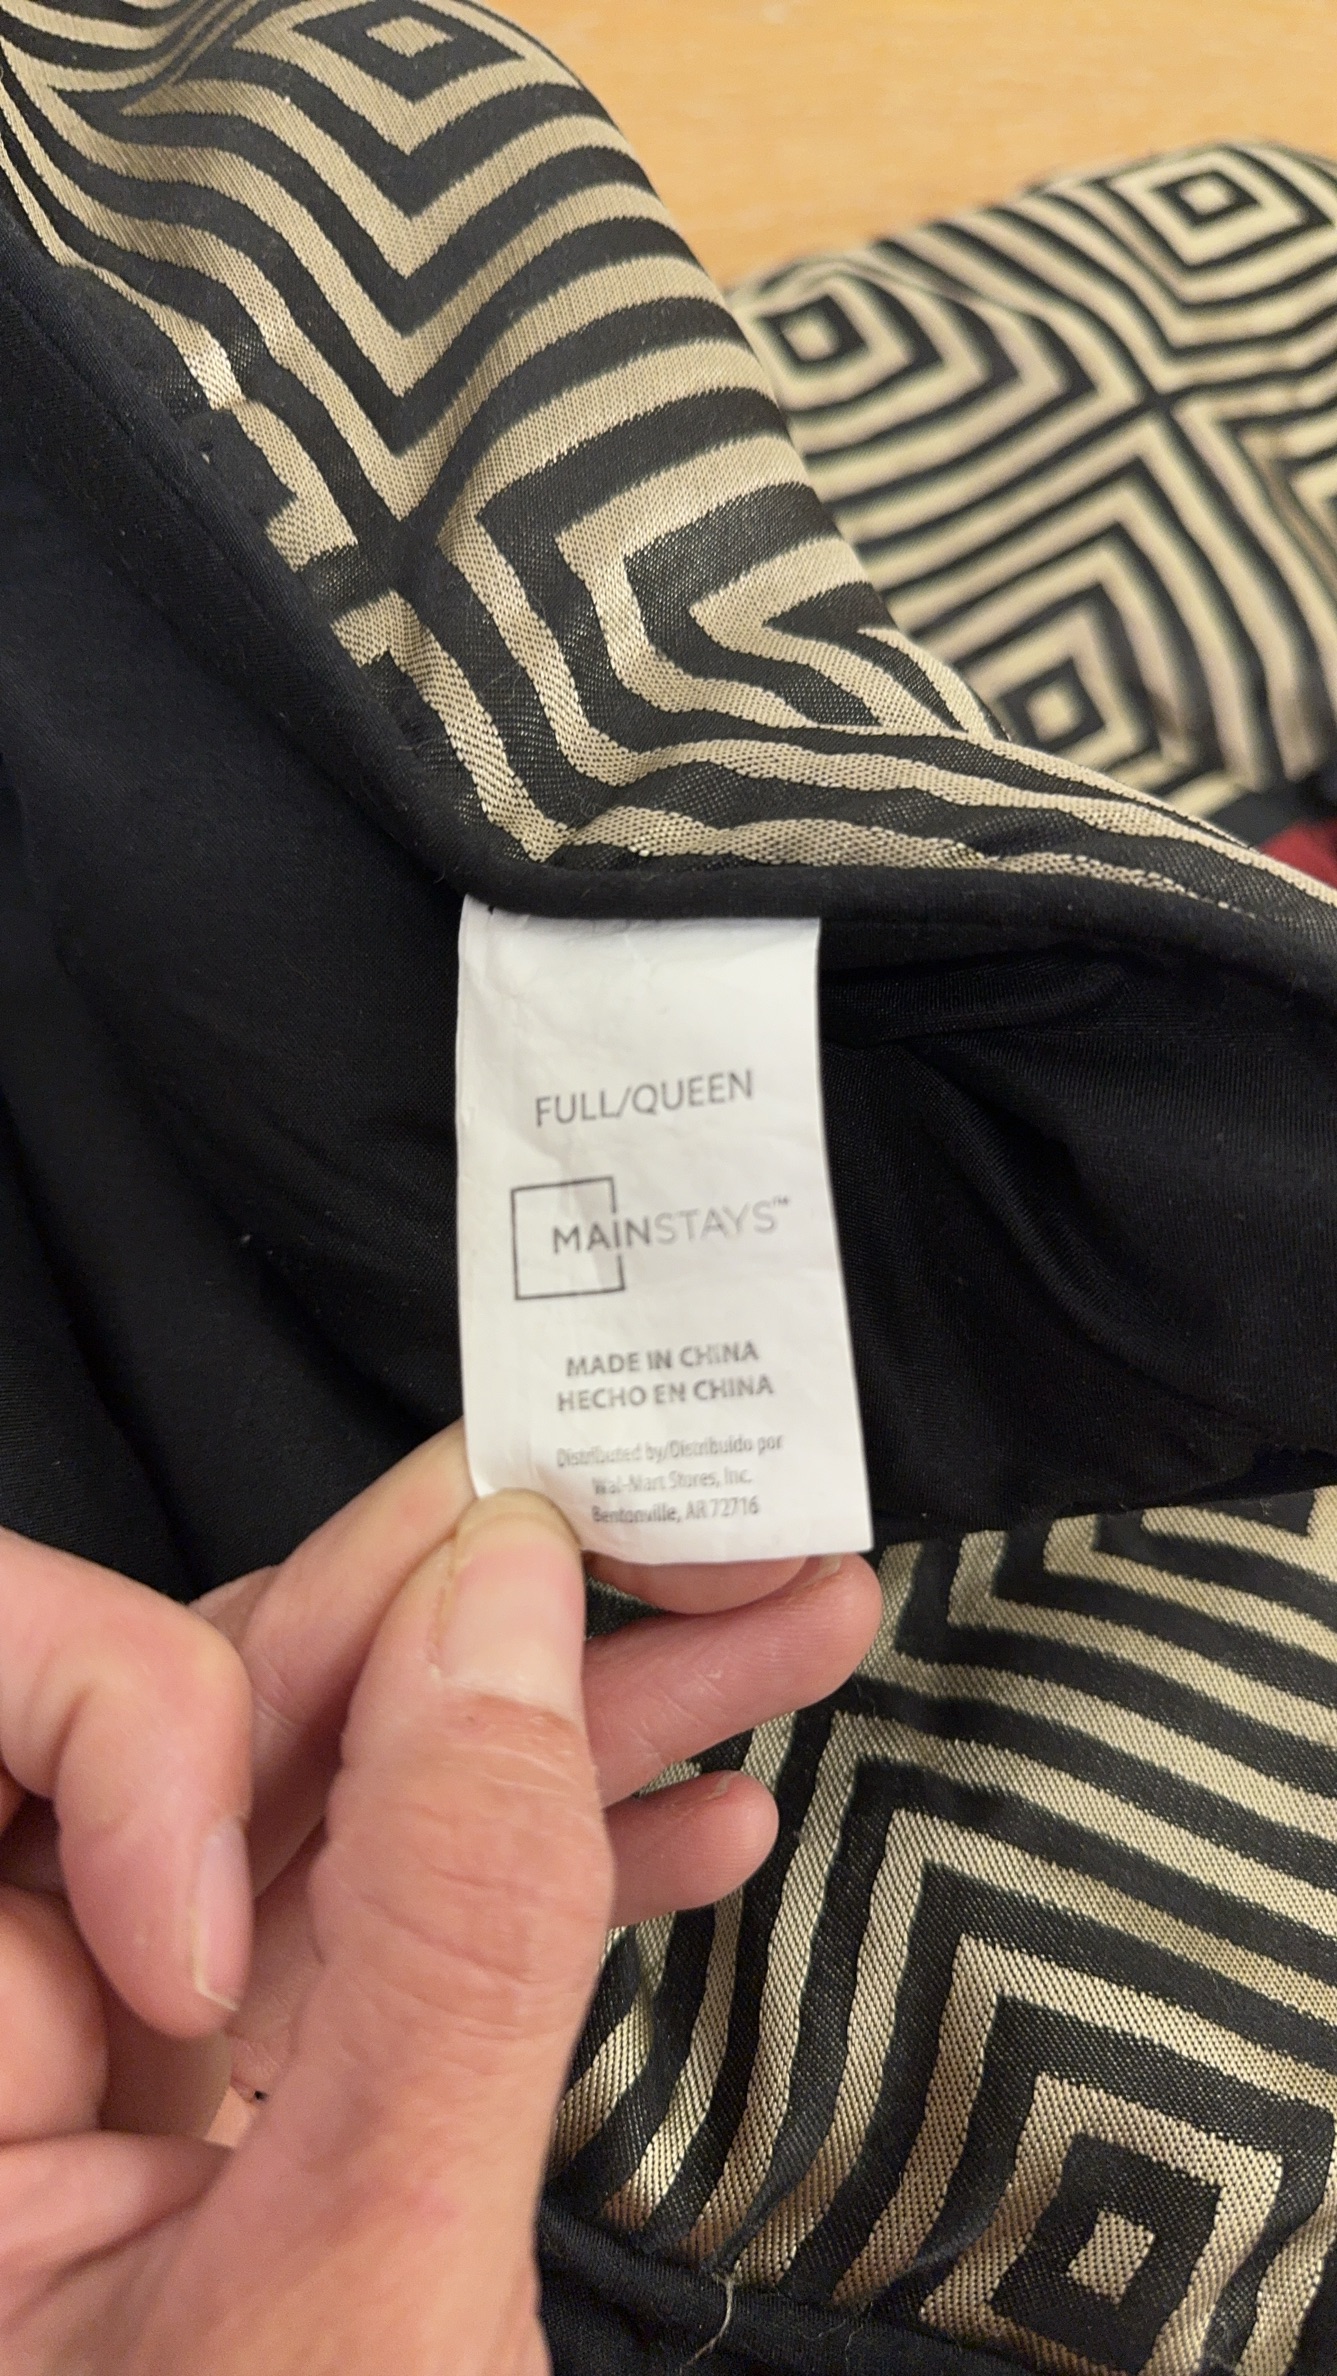 FULL/QUEEN
MAINSTAYS™
MADE IN CHINA
HECHO EN CHINA
Distributed by/Distribuido por
Wal-Mart Stores, Inc.
Bentonville, AR 72716